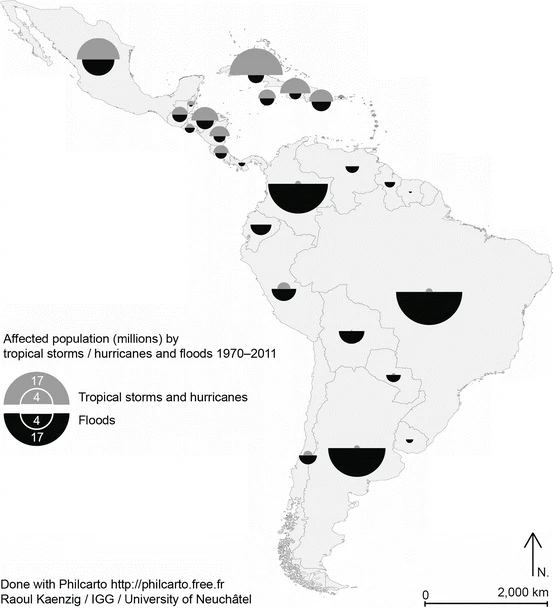 Affected population (millions) by
tropical storms / hurricanes and floods 1970–2011
17
4
Tropical storms and hurricanes
4
Floods
17
N.
Done with Philcarto http://philcarto.free.fr
Raoul Kaenzig / IGG / University of Neuchâtel
0
2,000 km